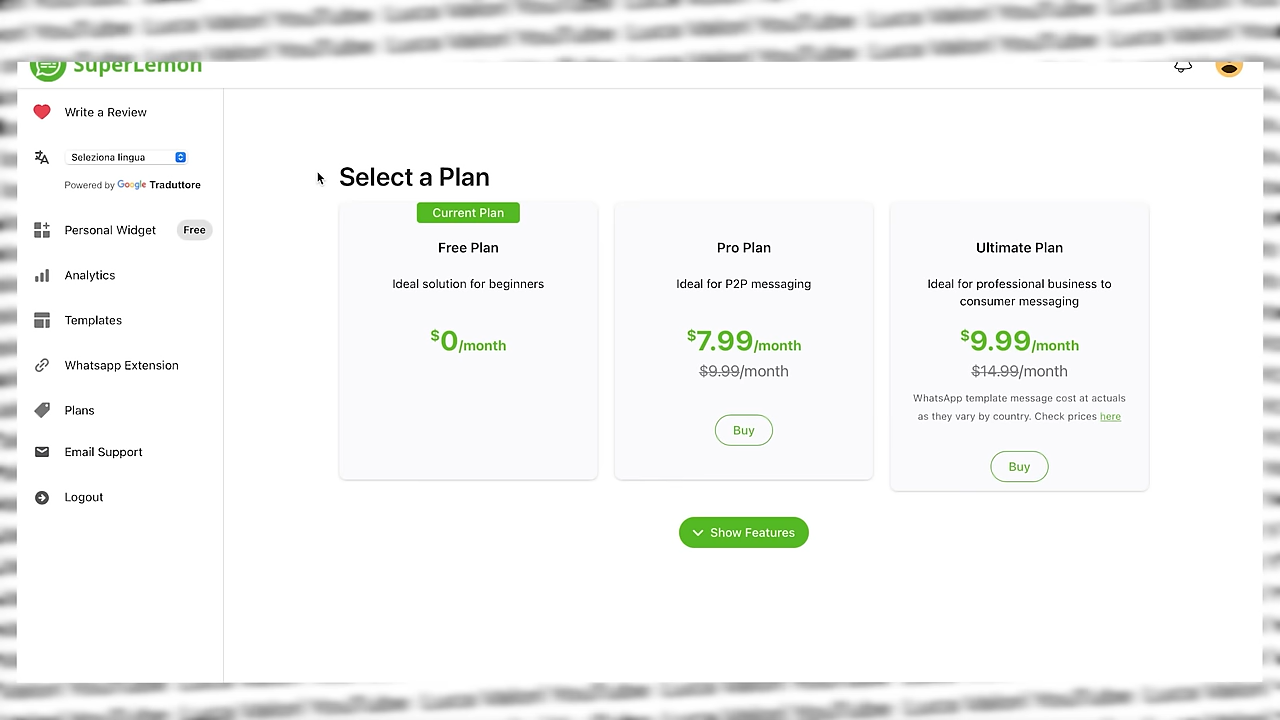 SuperLemon
Write a Review
Seleziona lingua
Powered by Google Traduttore
Personal Widget Free
Analytics
Templates
Whatsapp Extension
Plans
Email Support
Logout
Select a Plan
Current Plan
Free Plan
Ideal solution for beginners
$0/month
Pro Plan
Ideal for P2P messaging
$7.99/month
$9.99/month
Buy
Ultimate Plan
Ideal for professional business to
consumer messaging
$9.99/month
$14.99/month
WhatsApp template message cost at actuals
as they vary by country. Check prices here
Buy
Show Features